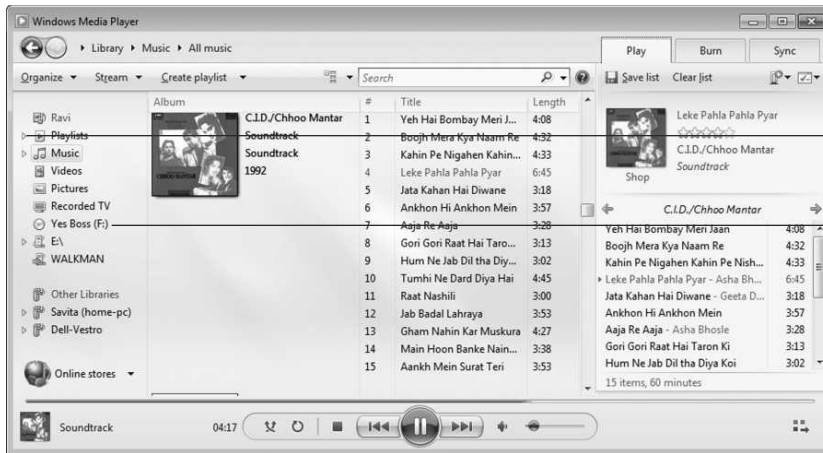 Windows Media Player
Library ▸ Music ▸ All music
Play Burn Sync
Organize Stream Create playlist Search
Save list Clear list
Ravi
Playlists
Music
Videos
Pictures
Recorded TV
Yes Boss (F:)
E:\
WALKMAN
Other Libraries
Savita (home-pc)
Dell-Vestro
Online stores
Album # Title Length
C.I.D./Chhoo Mantar
Soundtrack
Soundtrack
1992
1 Yeh Hai Bombay Meri J... 4:08
2 Boojh Mera Kya Naam Re 4:32
3 Kahin Pe Nigahen Kahin... 4:33
4 Leke Pahla Pahla Pyar 6:45
5 Jata Kahan Hai Diwane 3:18
6 Ankhon Hi Ankhon Mein 3:57
7 Aaja Re Aaja 3:28
8 Gori Gori Raat Hai Taro... 3:13
9 Hum Ne Jab Dil tha Diy... 3:02
10 Tumhi Ne Dard Diya Hai 4:45
11 Raat Nashili 3:00
12 Jab Badal Lahraya 3:53
13 Gham Nahin Kar Muskura 4:27
14 Main Hoon Banke Nain... 3:38
15 Aankh Mein Surat Teri 3:53
Leke Pahla Pahla Pyar
C.I.D./Chhoo Mantar
Soundtrack
Shop
C.I.D./Chhoo Mantar
Yeh Hai Bombay Meri Jaan 4:08
Boojh Mera Kya Naam Re 4:32
Kahin Pe Nigahen Kahin Pe Nish... 4:33
Leke Pahla Pahla Pyar - Asha Bh... 6:45
Jata Kahan Hai Diwane - Geeta D... 3:18
Ankhon Hi Ankhon Mein 3:57
Aaja Re Aaja - Asha Bhosle 3:28
Gori Gori Raat Hai Taron Ki 3:13
Hum Ne Jab Dil tha Diya Koi 3:02
15 items, 60 minutes
Soundtrack 04:17